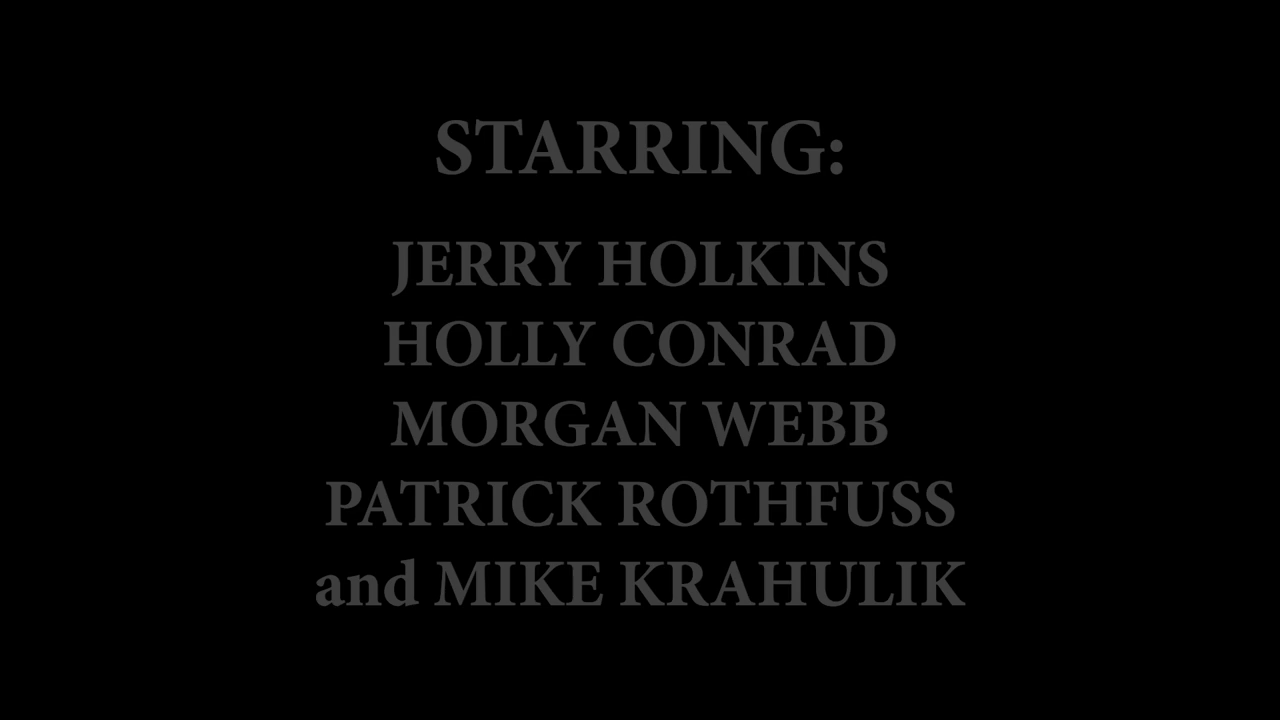 STARRING:
JERRY HOLKINS
HOLLY CONRAD
MORGAN WEBB
PATRICK ROTHFUSS
and MIKE KRAHULIK